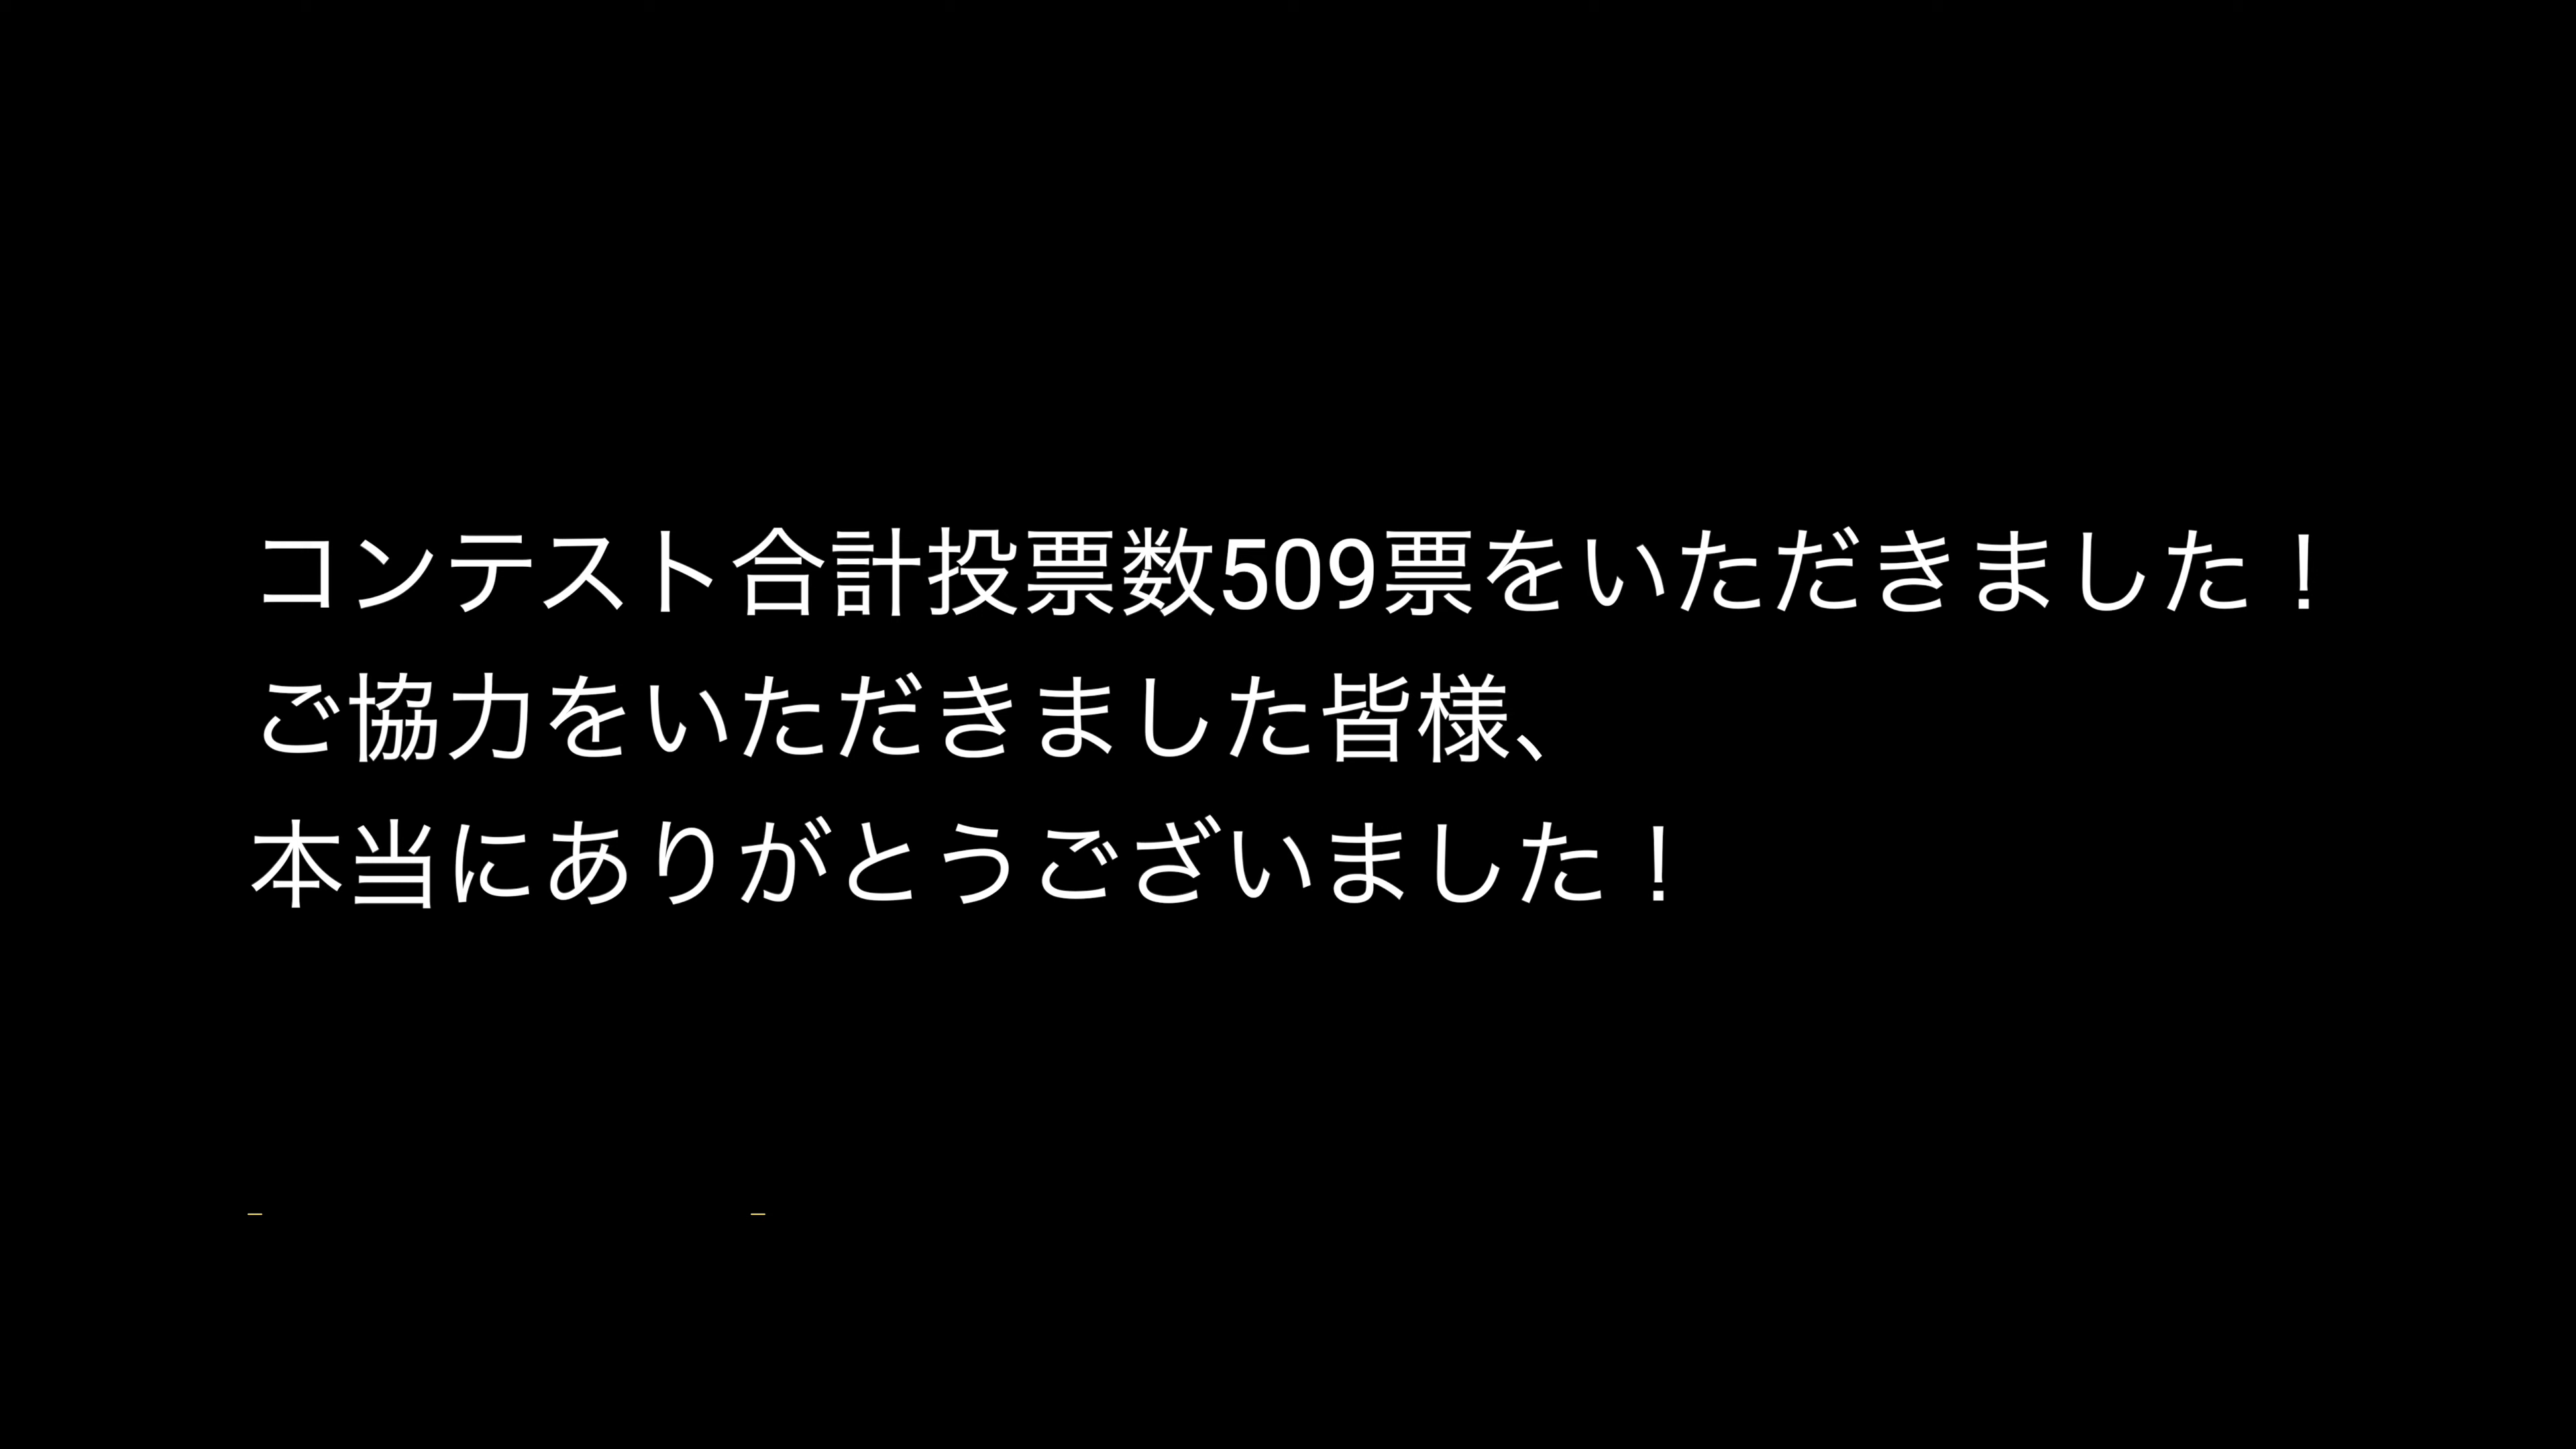 コンテスト合計投票数509票をいただきました！
ご協力をいただきました皆様、
本当にありがとうございました！